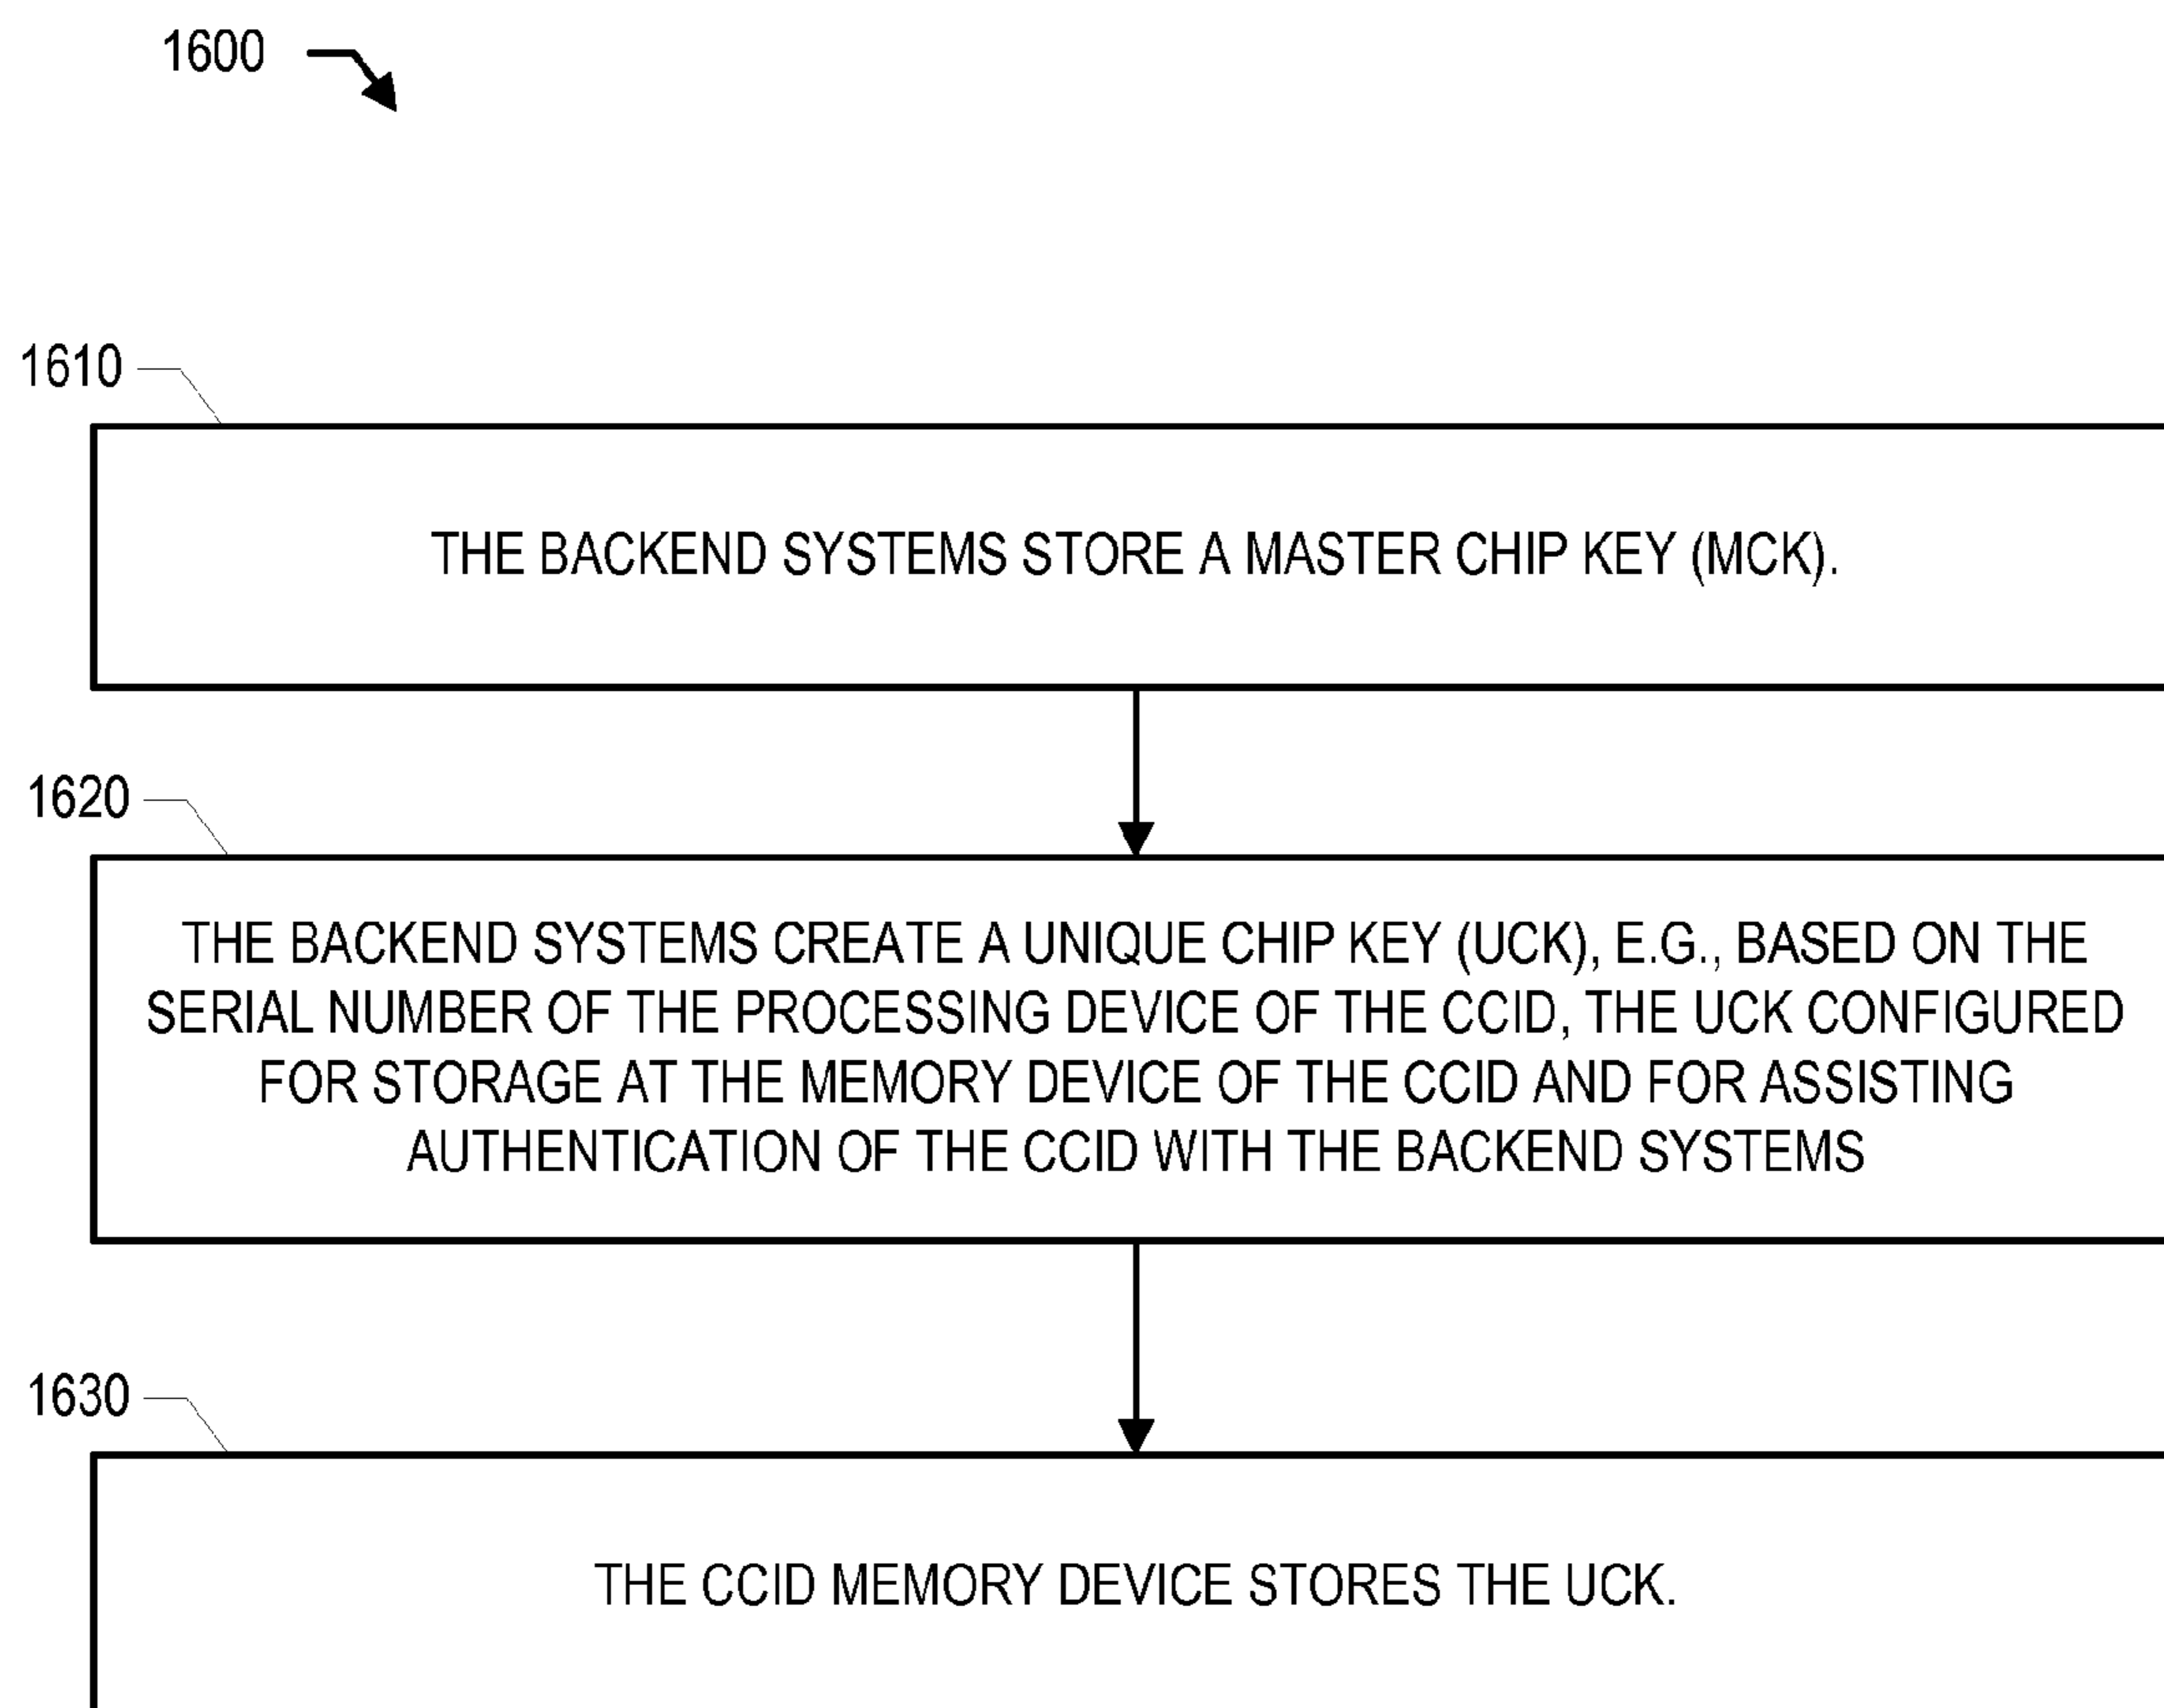 1600
1610
THE BACKEND SYSTEMS STORE A MASTER CHIP KEY (MCK).
1620
THE BACKEND SYSTEMS CREATE A UNIQUE CHIP KEY (UCK), E.G., BASED ON THE
SERIAL NUMBER OF THE PROCESSING DEVICE OF THE CCID, THE UCK CONFIGURED
FOR STORAGE AT THE MEMORY DEVICE OF THE CCID AND FOR ASSISTING
AUTHENTICATION OF THE CCID WITH THE BACKEND SYSTEMS
1630
THE CCID MEMORY DEVICE STORES THE UCK.